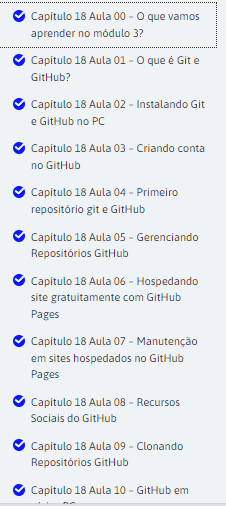 Capítulo 18 Aula 00 – O que vamos
aprender no módulo 3?
Capítulo 18 Aula 01 – O que é Git e
GitHub?
Capítulo 18 Aula 02 – Instalando Git
e GitHub no PC
Capítulo 18 Aula 03 – Criando conta
no GitHub
Capítulo 18 Aula 04 – Primeiro
repositório git e GitHub
Capítulo 18 Aula 05 – Gerenciando
Repositórios GitHub
Capítulo 18 Aula 06 – Hospedando
site gratuitamente com GitHub
Pages
Capítulo 18 Aula 07 – Manutenção
em sites hospedados no GitHub
Pages
Capítulo 18 Aula 08 – Recursos
Sociais do GitHub
Capítulo 18 Aula 09 – Clonando
Repositórios GitHub
Capítulo 18 Aula 10 – GitHub em